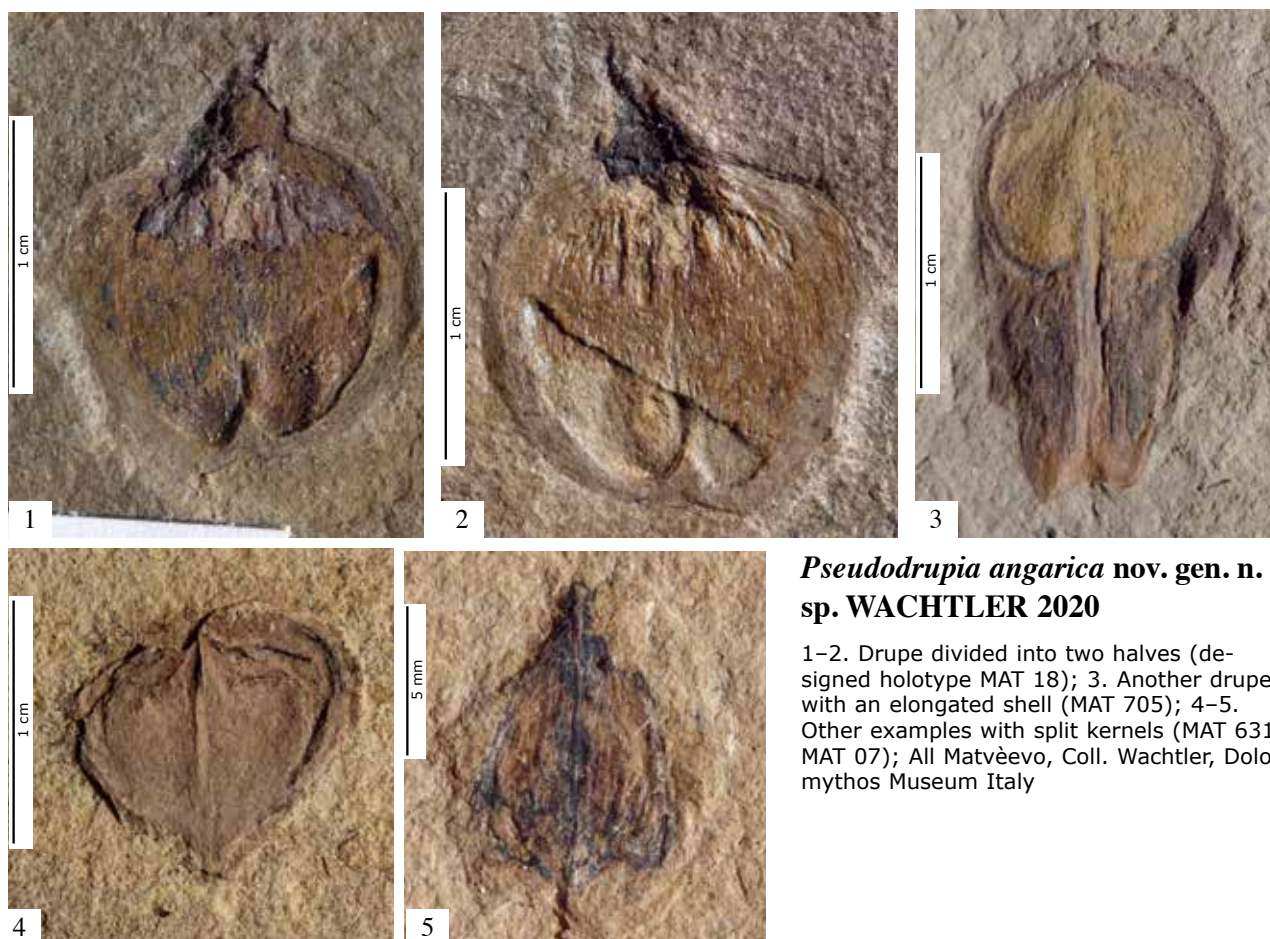 1 cm
1
1 cm
2
1 cm
3
1 cm
4
5 mm
5
Pseudodrupia angarica nov. gen. n.
sp. WACHTLER 2020
1–2. Drupe divided into two halves (de-
signed holotype MAT 18); 3. Another drupe
with an elongated shell (MAT 705); 4–5.
Other examples with split kernels (MAT 631
MAT 07); All Matvèevo, Coll. Wachtler, Dolo
mythos Museum Italy